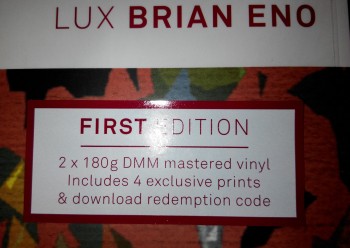 LUX BRIAN ENO
FIRST EDITION
2 x 180g DMM mastered vinyl
Includes 4 exclusive prints
& download redemption code